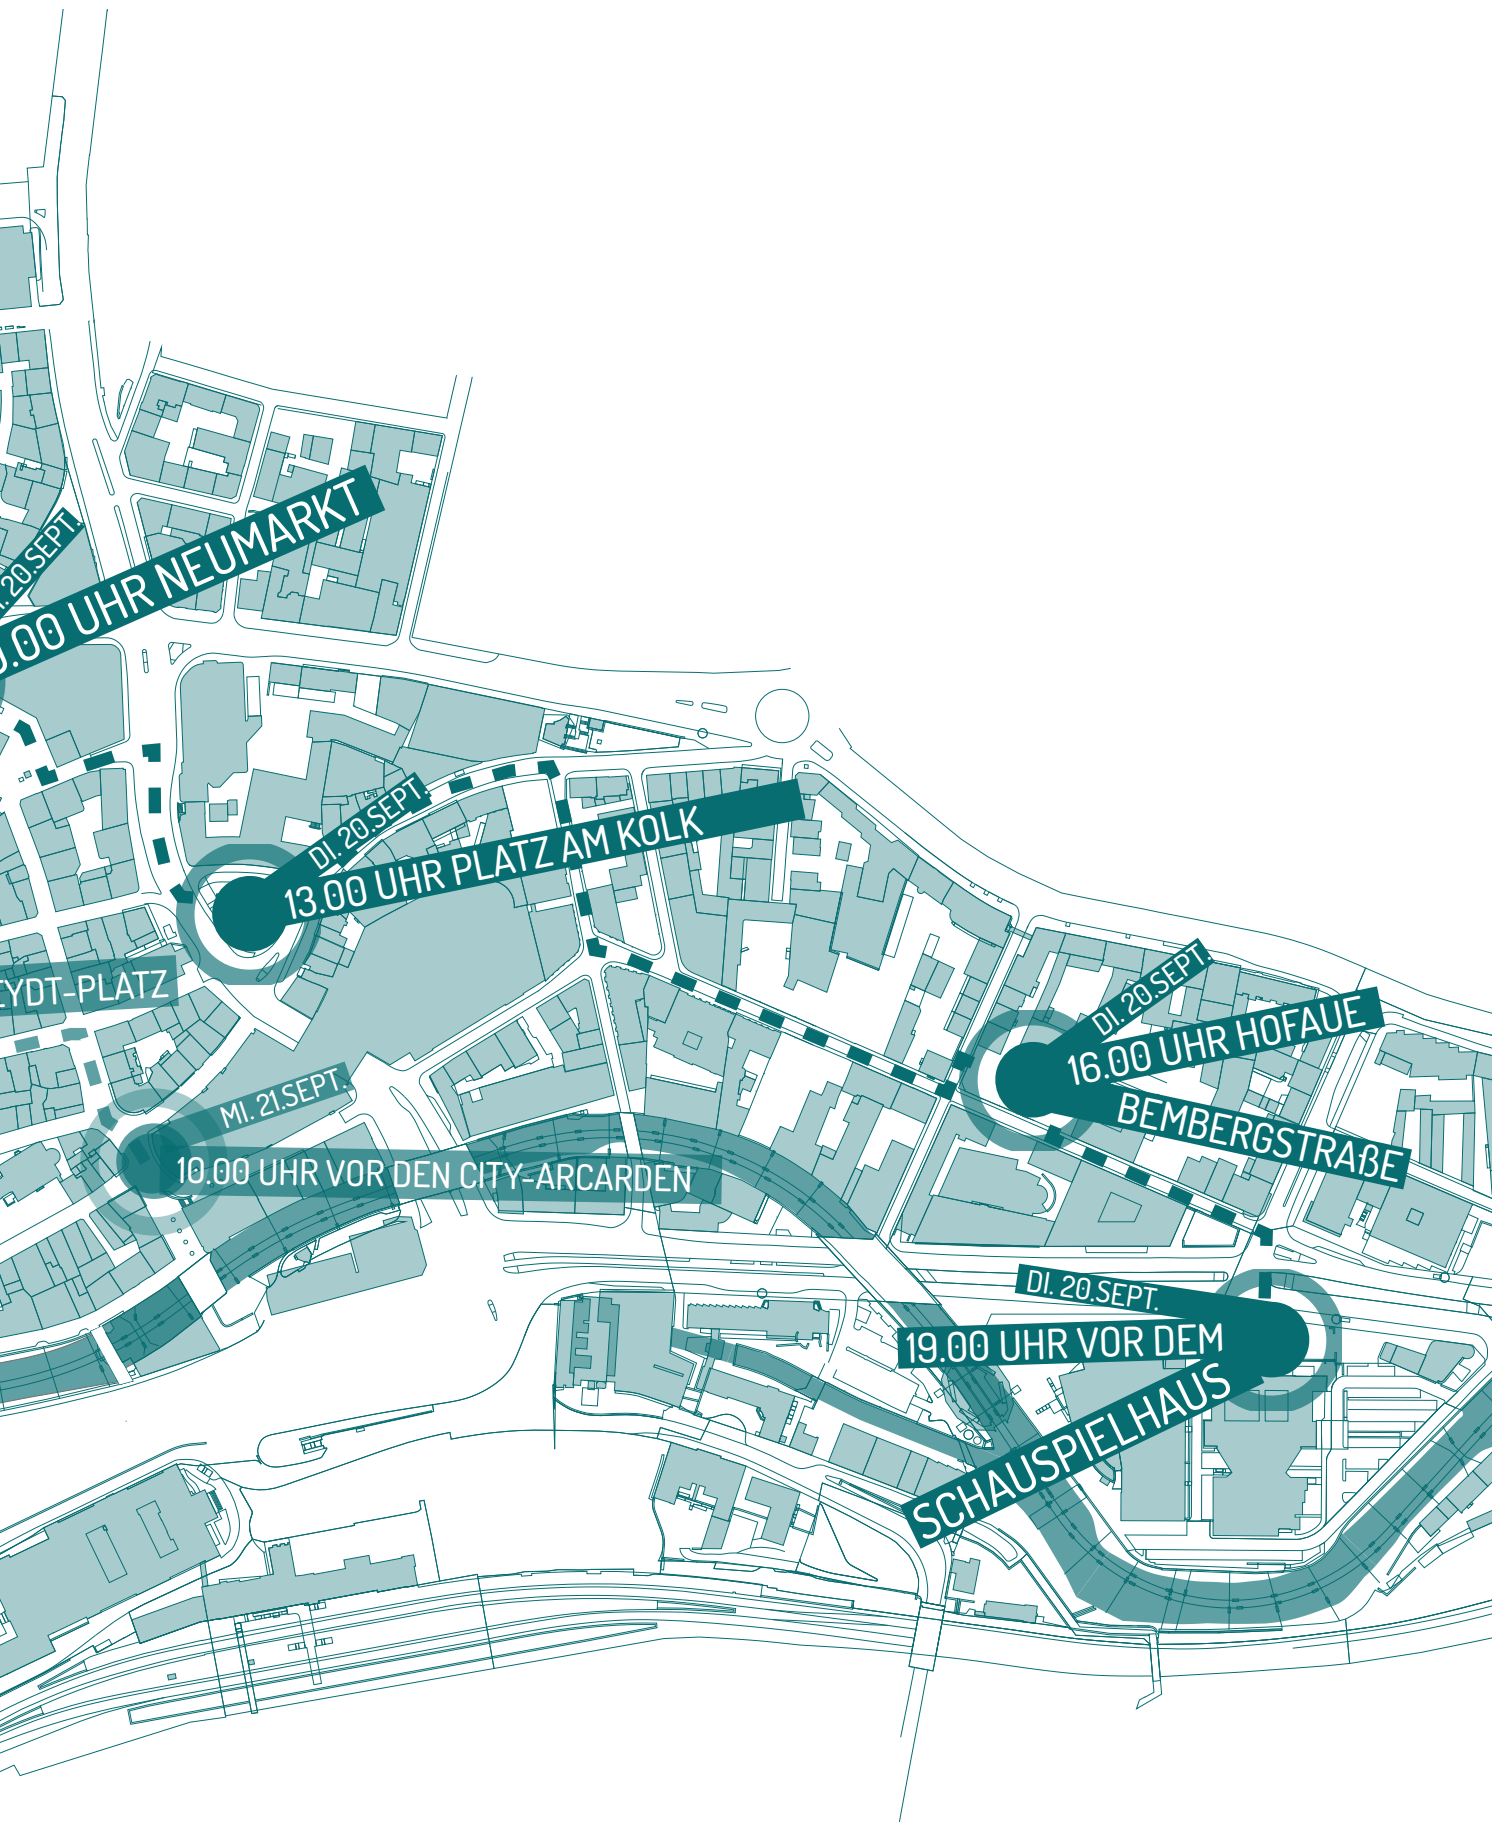 20.SEPT.
.00 UHR NEUMARKT
DI. 20.SEPT.
13.00 UHR PLATZ AM KOLK
EYDT-PLATZ
MI. 21.SEPT.
10.00 UHR VOR DEN CITY-ARCARDEN
DI. 20.SEPT.
16.00 UHR HOFAUE
BEMBERGSTRAßE
DI. 20.SEPT.
19.00 UHR VOR DEM
SCHAUSPIELHAUS